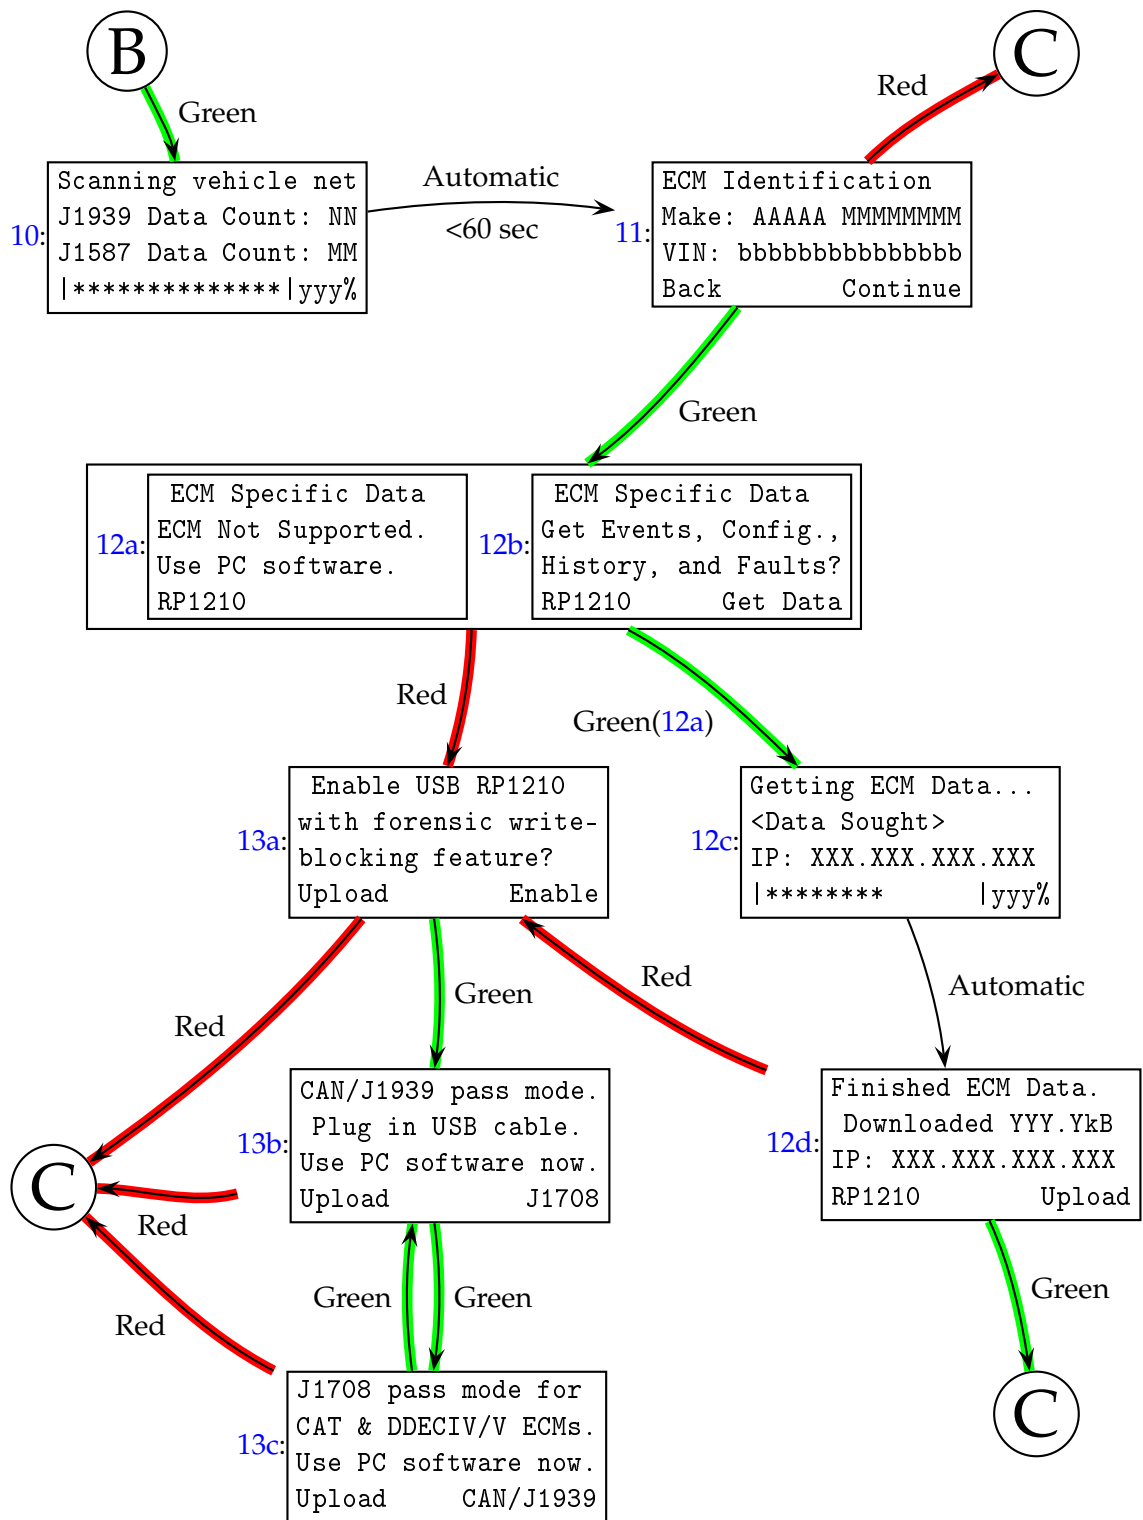 B
C
Green
Red
10:
Scanning vehicle net
J1939 Data Count: NN
J1587 Data Count: MM
|**************|yyy%
Automatic
<60 sec
11:
ECM Identification
Make: AAAAA MMMMMMMM
VIN: bbbbbbbbbbbbbbb
Back Continue
Green
12a:
ECM Specific Data
ECM Not Supported.
Use PC software.
RP1210
12b:
ECM Specific Data
Get Events, Config.,
History, and Faults?
RP1210 Get Data
Red
Green(12a)
13a:
Enable USB RP1210
with forensic write-
blocking feature?
Upload Enable
12c:
Getting ECM Data...
<Data Sought>
IP: XXX.XXX.XXX.XXX
|******** |yyy%
Red
Green
Red
Automatic
13b:
CAN/J1939 pass mode.
Plug in USB cable.
Use PC software now.
Upload J1708
12d:
Finished ECM Data.
Downloaded YYY.YkB
IP: XXX.XXX.XXX.XXX
RP1210 Upload
C
Red
Red
Green
Green
Green
13c:
J1708 pass mode for
CAT & DDECIV/V ECMs.
Use PC software now.
Upload CAN/J1939
C